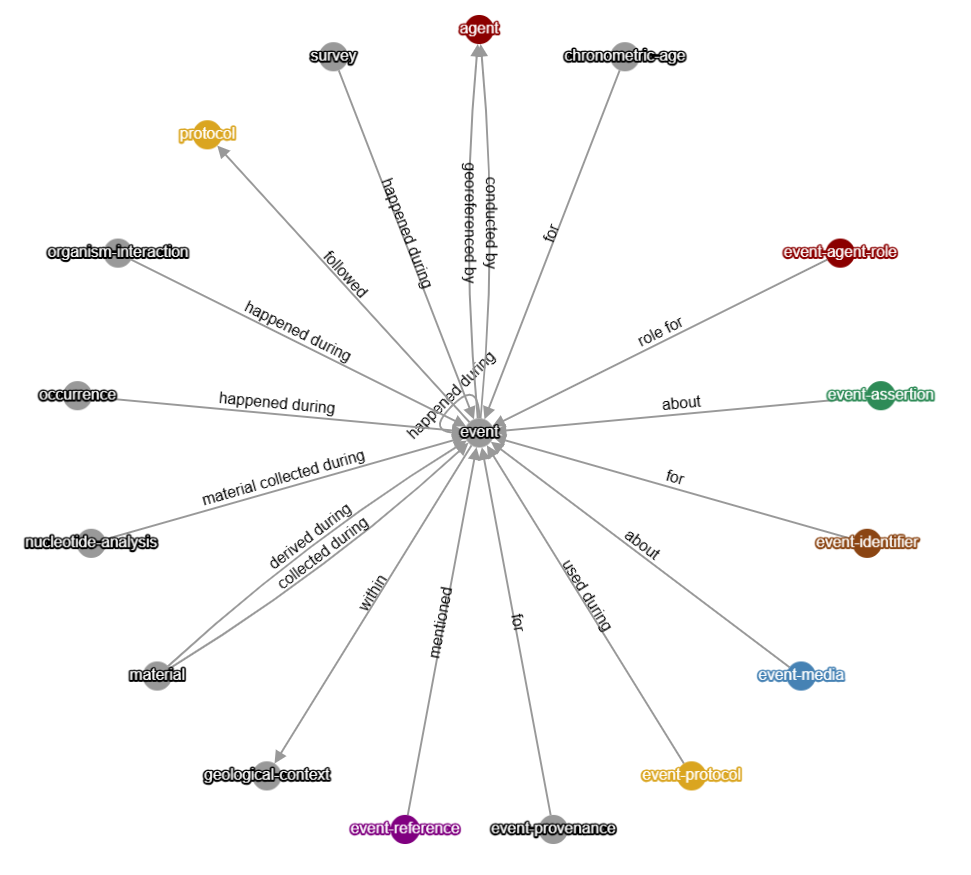 agent
survey
chronometric-age
protocol
happened during
georeferenced by
conducted by
for
organism-interaction
followed
event-agent-role
happened during
role for
happened during
occurrence
happened during
about
event-assertion
event
material collected during
for
nucleotide-analysis
derived during
collected during
about
event-identifier
within
mentioned
for
used during
material
event-media
geological-context
event-protocol
event-reference
event-provenance